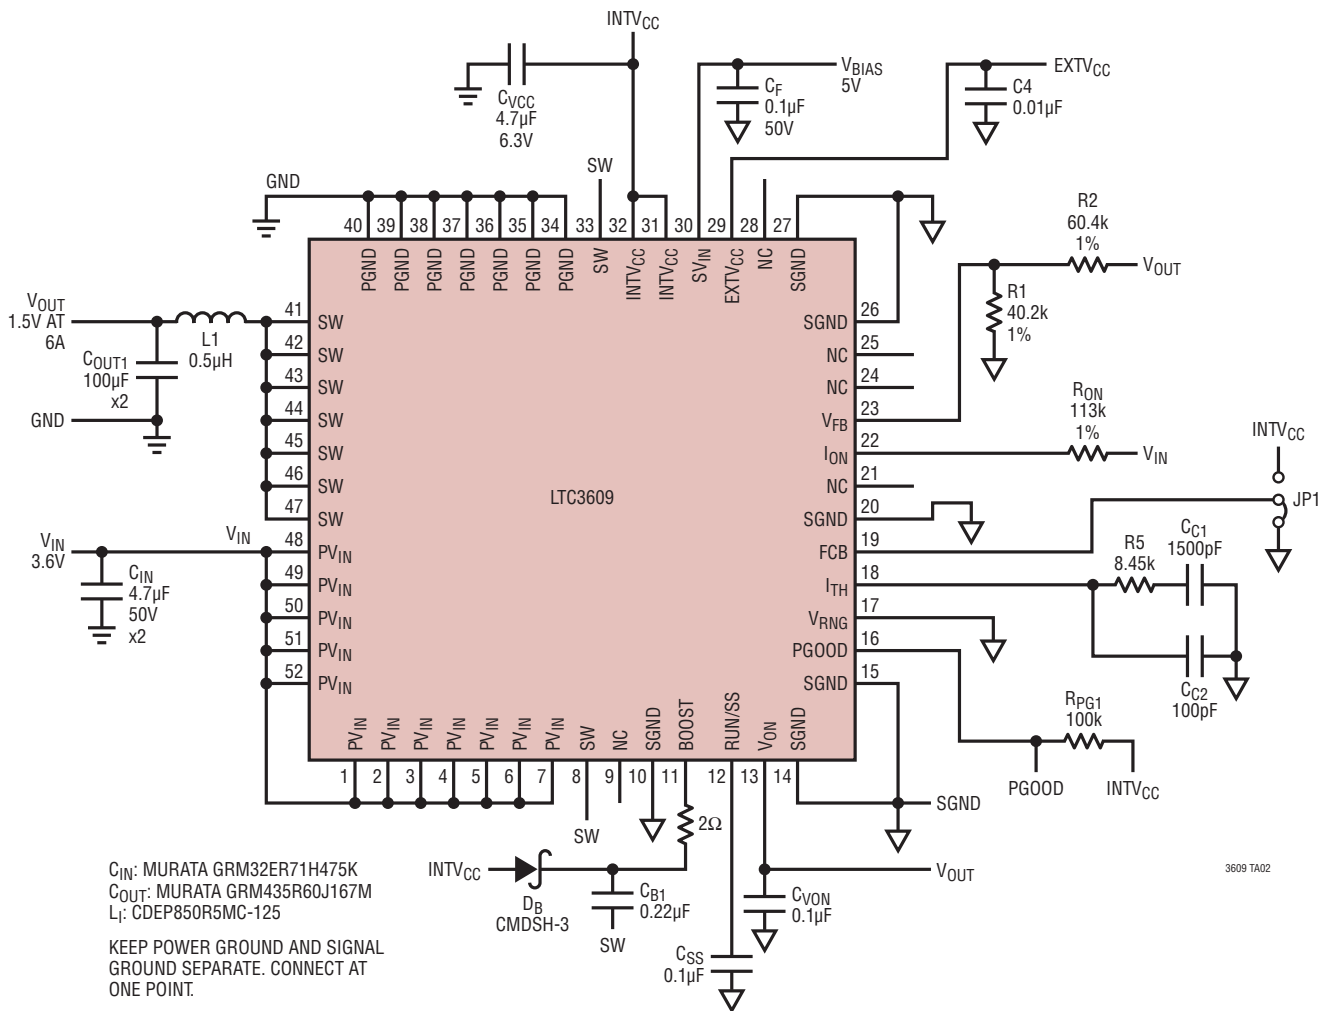 INTVCC
CVCC
4.7µF
6.3V
VBIAS
5V
CF
0.1µF
50V
EXTVCC
C4
0.01µF
SW
GND
40 39 38 37 36 35 34 33 32 31 30 29 28 27
PGND PGND PGND PGND PGND PGND PGND SW INTVCC INTVCC SVIN EXTVCC NC SGND
R2
60.4k
1%
VOUT
R1
40.2k
1%
VOUT
1.5V AT
6A
L1
0.5µH
COUT1
100µF
x2
GND
41 SW
42 SW
43 SW
44 SW
45 SW
46 SW
47 SW
48 PVIN
49 PVIN
50 PVIN
51 PVIN
52 PVIN
VIN
3.6V
VIN
CIN
4.7µF
50V
x2
LTC3609
SGND 26
NC 25
NC 24
VFB 23
ION 22
NC 21
SGND 20
FCB 19
ITH 18
VRNG 17
PGOOD 16
SGND 15
RON
113k
1%
VIN
INTVCC
JP1
R5
8.45k
CC1
1500pF
CC2
100pF
RPG1
100k
PGOOD
INTVCC
PVIN PVIN PVIN PVIN PVIN PVIN PVIN SW NC SGND BOOST RUN/SS VON SGND
1 2 3 4 5 6 7 8 9 10 11 12 13 14
SGND
SW
2Ω
INTVCC
DB
CMDSH-3
CB1
0.22µF
SW
VOUT
CVON
0.1µF
CSS
0.1µF
CIN: MURATA GRM32ER71H475K
COUT: MURATA GRM435R60J167M
LI: CDEP850R5MC-125
KEEP POWER GROUND AND SIGNAL
GROUND SEPARATE. CONNECT AT
ONE POINT.
3609 TA02